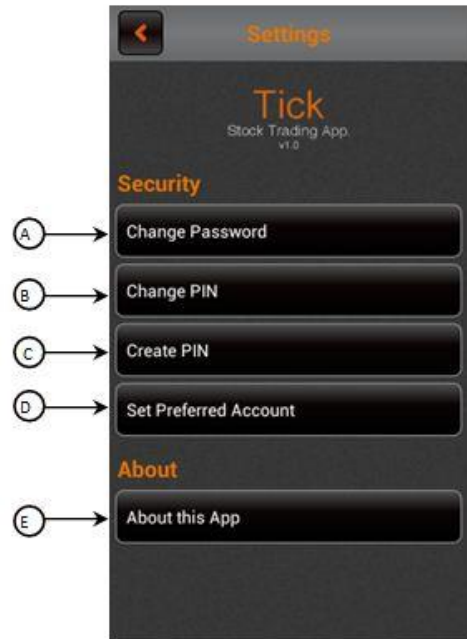 Settings
Tick
Stock Trading App.
v1.0
Security
A
Change Password
B
Change PIN
C
Create PIN
D
Set Preferred Account
About
E
About this App